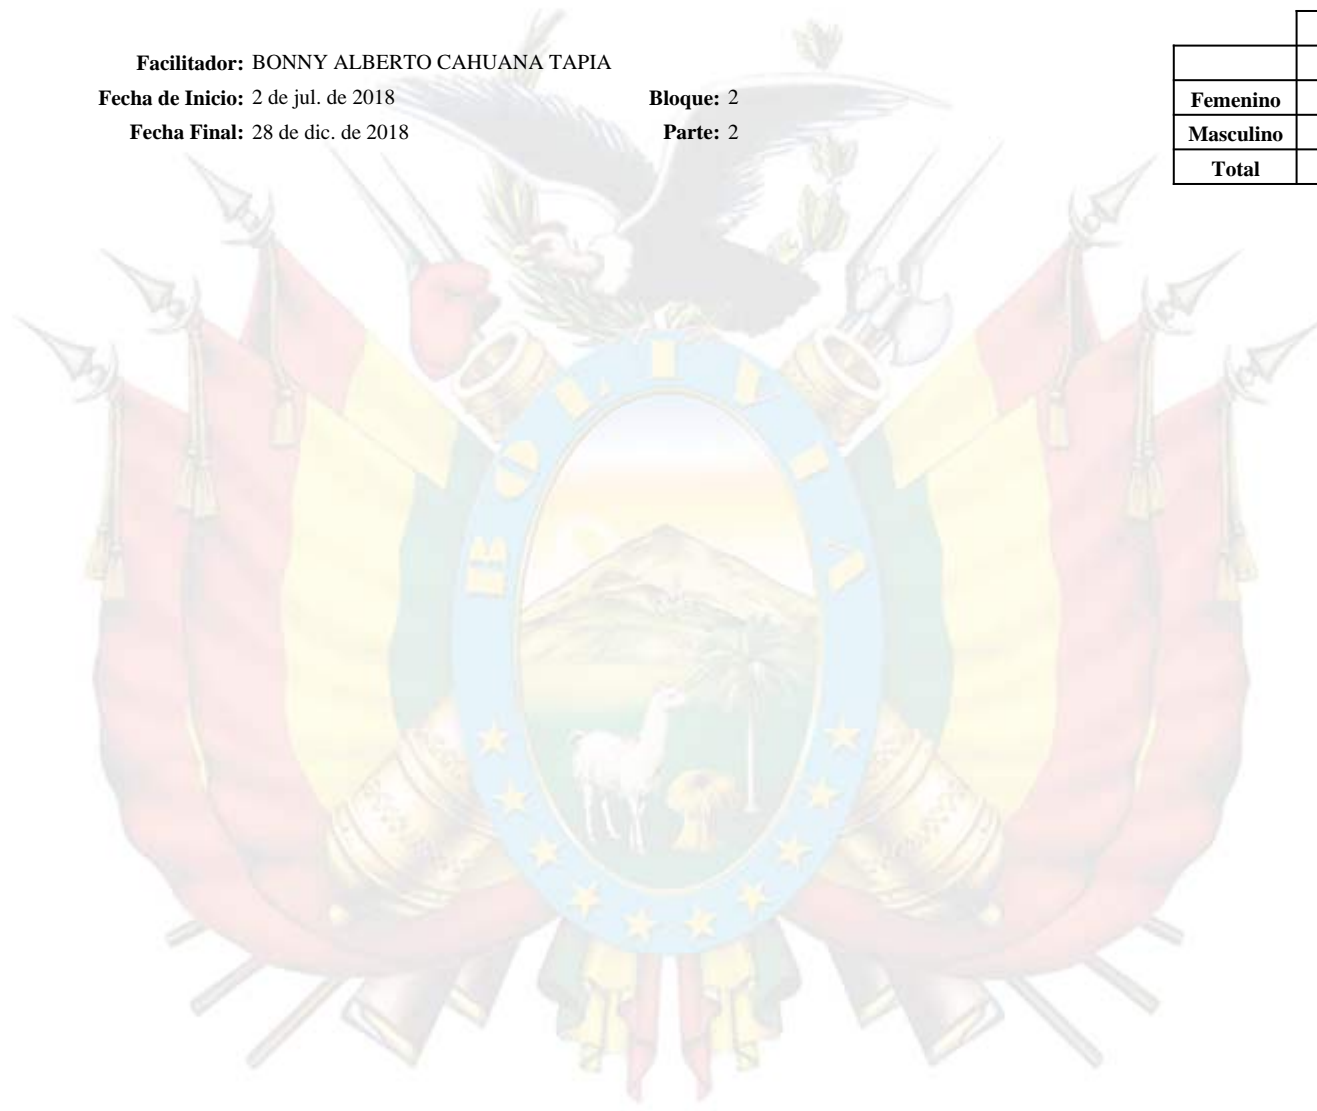 Facilitador: BONNY ALBERTO CAHUANA TAPIA
Fecha de Inicio: 2 de jul. de 2018 Bloque: 2
Fecha Final: 28 de dic. de 2018 Parte: 2
Femenino
Masculino
Total
BOLIVIA